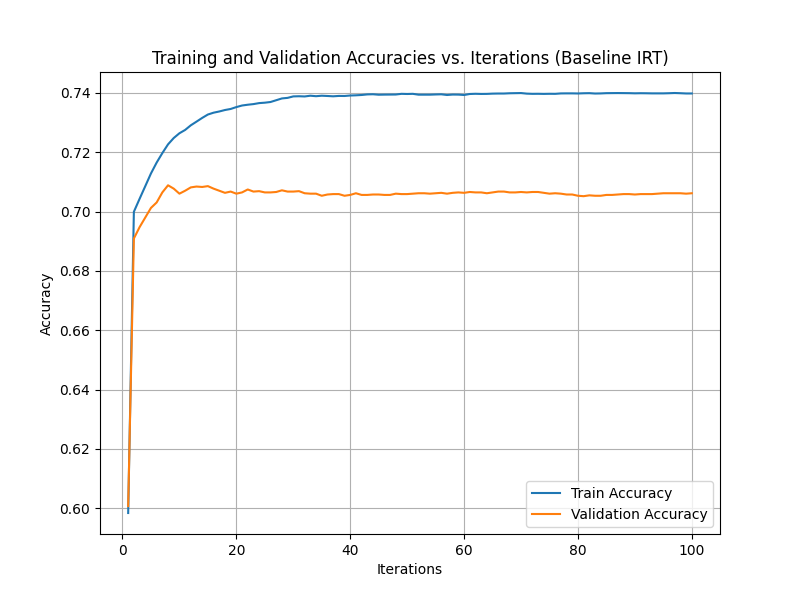 Training and Validation Accuracies vs. Iterations (Baseline IRT)
0.74
0.72
0.70
0.68
0.66
0.64
0.62
0.60
Accuracy
0 20 40 60 80 100
Iterations
Train Accuracy
Validation Accuracy